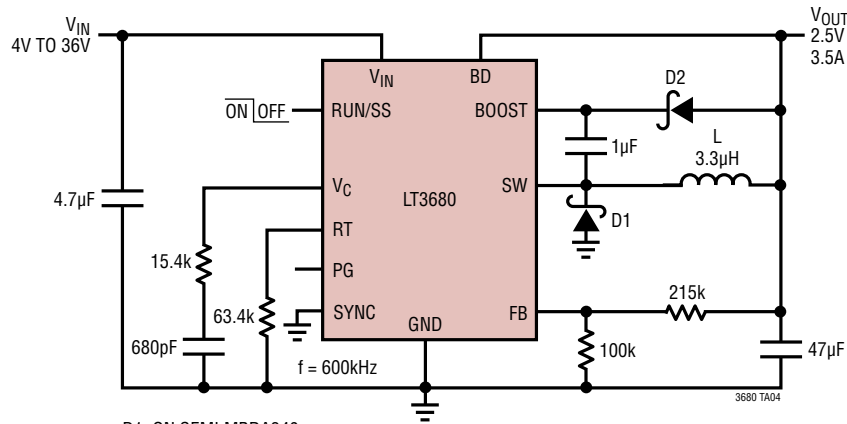 VIN
4V TO 36V
VOUT
2.5V
3.5A
VIN
BD
D2
ON OFF
RUN/SS
BOOST
L
3.3µH
1µF
VC
SW
LT3680
4.7µF
RT
D1
15.4k
PG
63.4k
215k
SYNC
GND
FB
680pF
100k
47µF
f = 600kHz
3680 TA04